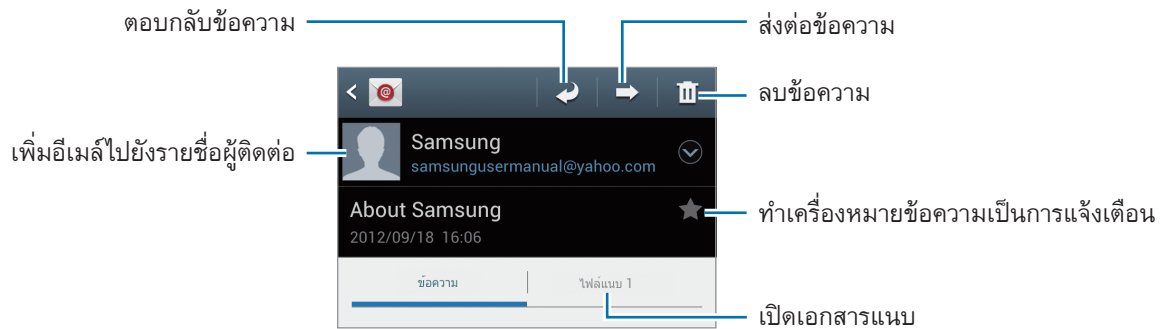 ตอบกลับข้อความ
ส่งต่อข้อความ
ลบข้อความ
เพิ่มอีเมล์ไปยังรายชื่อผู้ติดต่อ
Samsung
samsungusermanual@yahoo.com
About Samsung
2012/09/18 16:06
ทำเครื่องหมายข้อความเป็นการแจ้งเตือน
ข้อความ
ไฟล์แนบ 1
เปิดเอกสารแนบ